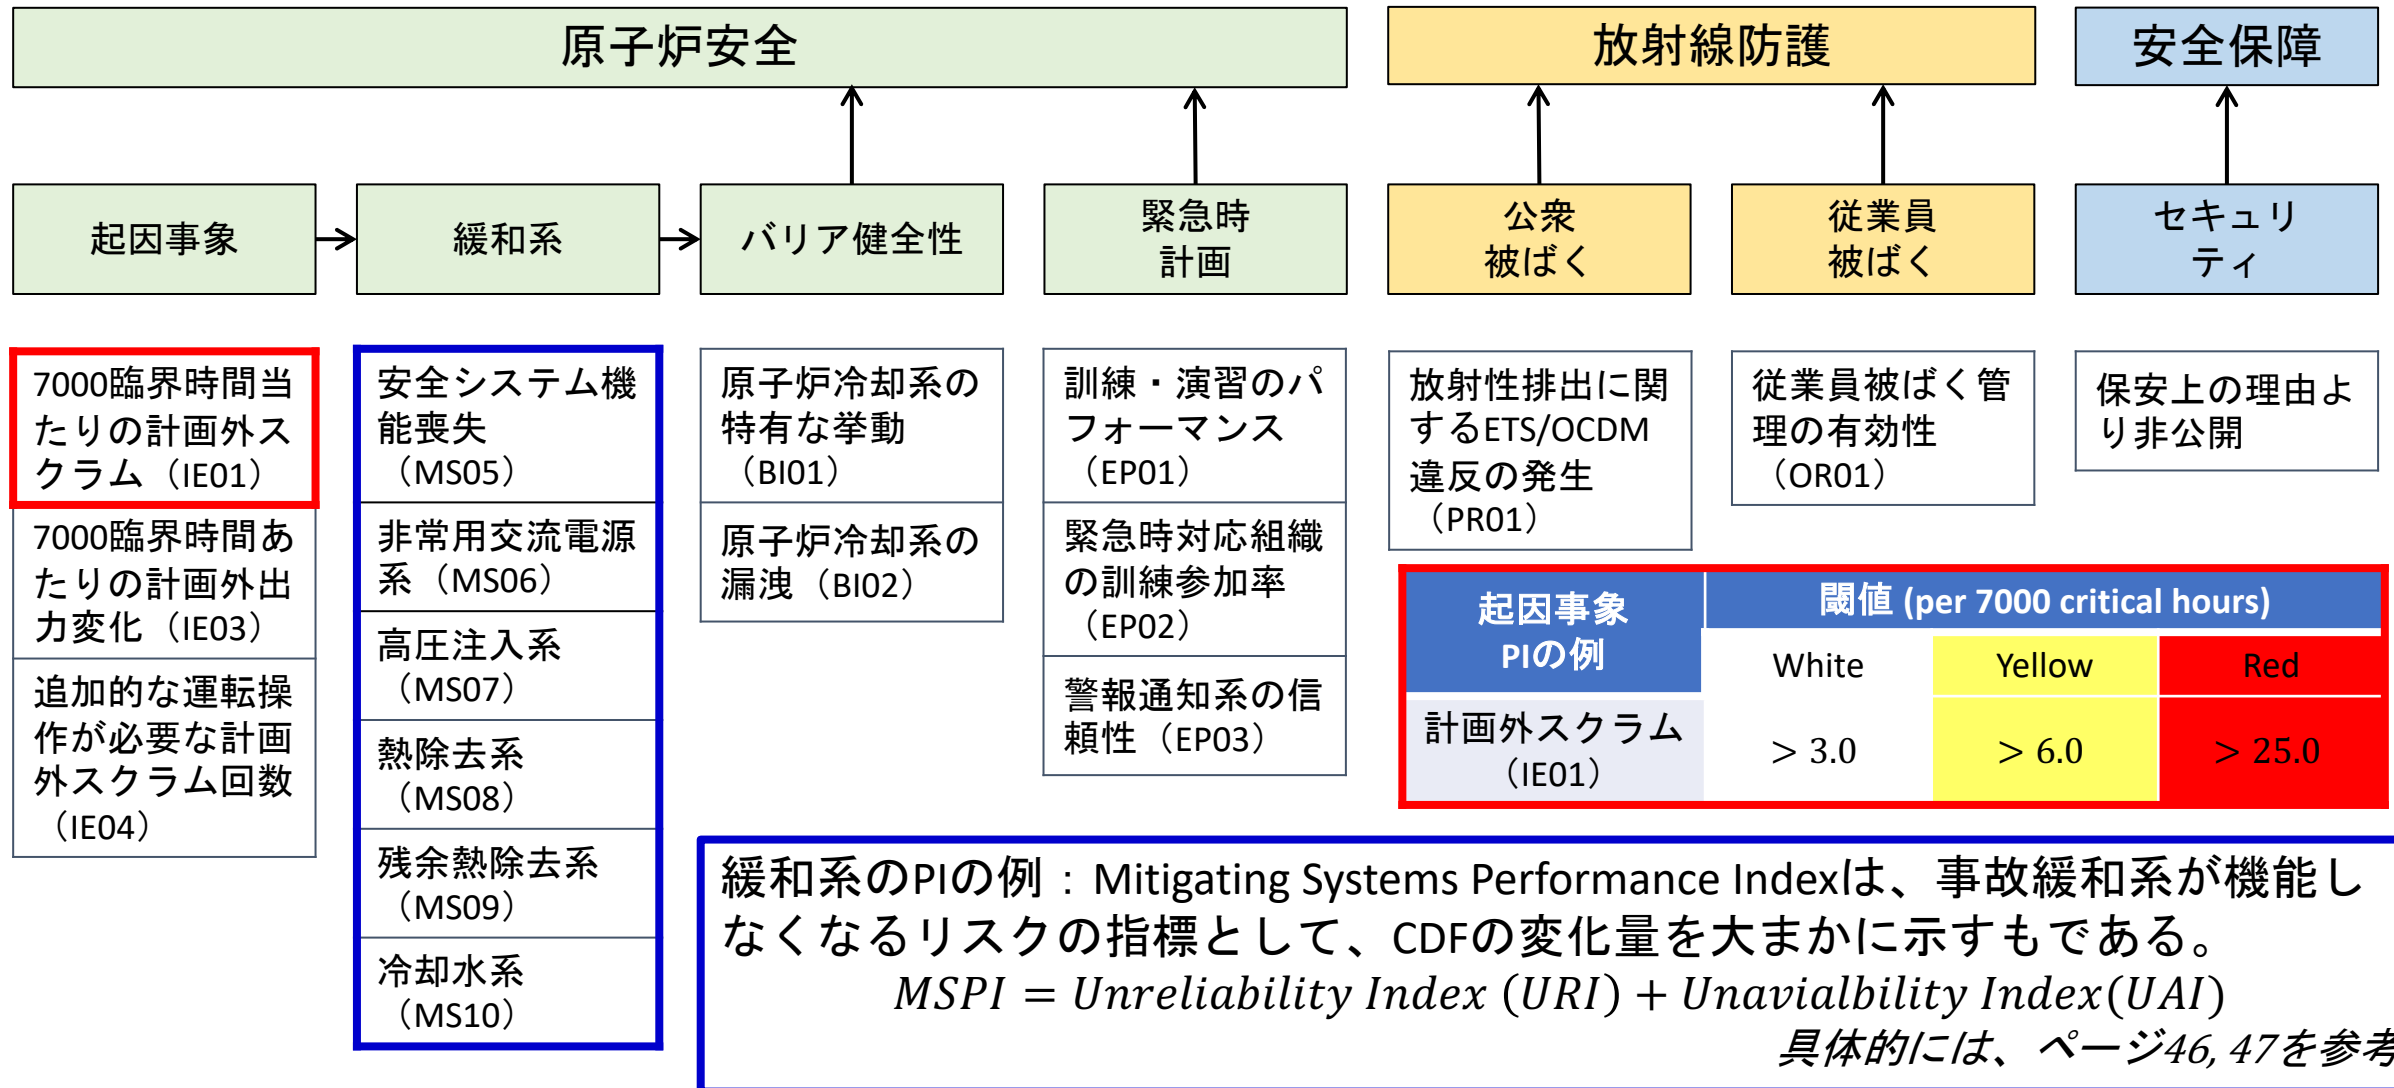 原子炉安全
放射線防護
安全保障
起因事象
緩和系
バリア健全性
緊急時
計画
公衆
被ばく
従業員
被ばく
セキュリ
ティ
7000臨界時間当
たりの計画外ス
クラム（IE01）
7000臨界時間あ
たりの計画外出
力変化（IE03）
追加的な運転操
作が必要な計画
外スクラム回数
（IE04）
安全システム機
能喪失
（MS05）
非常用交流電源
系（MS06）
高圧注入系
（MS07）
熱除去系
（MS08）
残余熱除去系
（MS09）
冷却水系
（MS10）
原子炉冷却系の
特有な挙動
（BI01）
原子炉冷却系の
漏洩（BI02）
訓練・演習のパ
フォーマンス
（EP01）
緊急時対応組織
の訓練参加率
（EP02）
警報通知系の信
頼性（EP03）
放射性排出に関
するETS/OCDM
違反の発生
（PR01）
従業員被ばく管
理の有効性
（OR01）
保安上の理由よ
り非公開
起因事象
PIの例
閾値 (per 7000 critical hours)
White Yellow Red
計画外スクラム
（IE01）
> 3.0 > 6.0 > 25.0
緩和系のPIの例：Mitigating Systems Performance Indexは、事故緩和系が機能し
なくなるリスクの指標として、CDFの変化量を大まかに示すもである。
MSPI = Unreliability Index (URI) + Unavialbility Index(UAI)
具体的には、ページ46, 47を参考